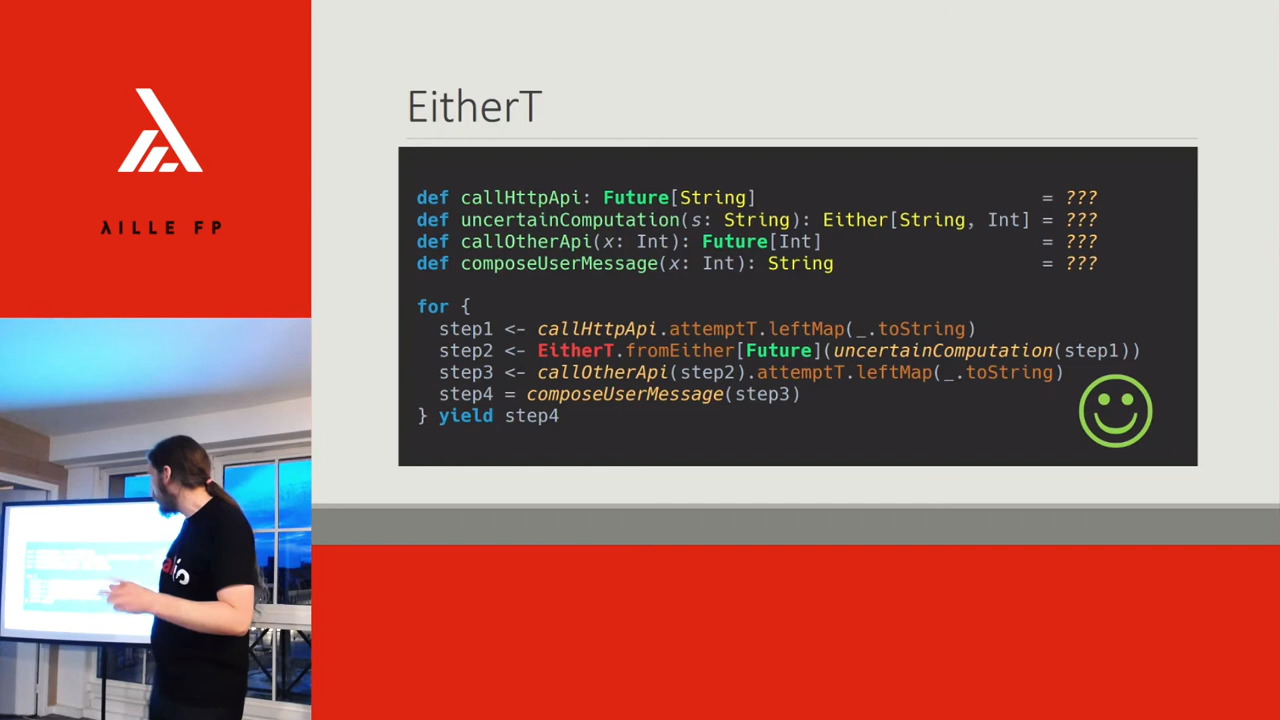 λILLE FP
EitherT
def callHttpApi: Future[String] = ???
def uncertainComputation(s: String): Either[String, Int] = ???
def callOtherApi(x: Int): Future[Int] = ???
def composeUserMessage(x: Int): String = ???
for {
step1 <- callHttpApi.attemptT.leftMap(_.toString)
step2 <- EitherT.fromEither[Future](uncertainComputation(step1))
step3 <- callOtherApi(step2).attemptT.leftMap(_.toString)
step4 = composeUserMessage(step3)
} yield step4